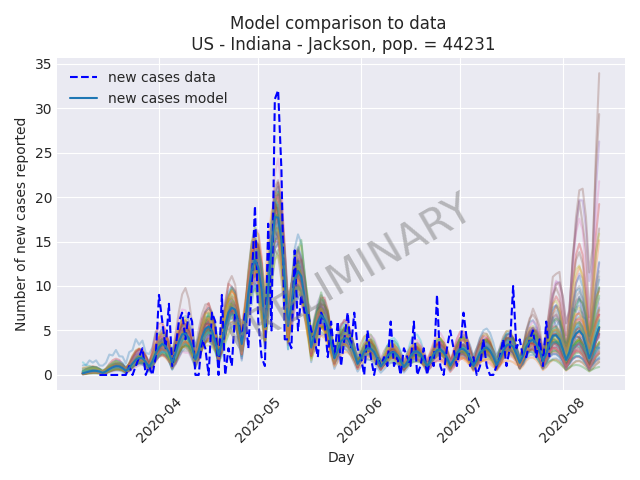 Model comparison to data
US - Indiana - Jackson, pop. = 44231
new cases data
new cases model
Number of new cases reported
35
30
25
20
15
10
5
0
2020-04
2020-05
2020-06
2020-07
2020-08
Day